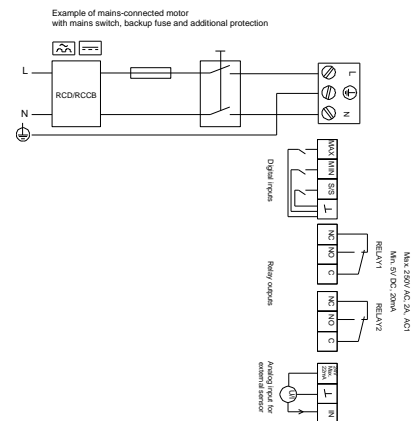 Example of mains-connected motor
with mains switch, backup fuse and additional protection
L
RCD/RCCB
N
L
N
MAX
MIN
S/S
Digital inputs
NC
NO
C
RELAY1
NC
NO
C
RELAY2
Relay outputs
Max. 250V AC, 2A, AC1
Min. 5V DC, 20mA
Max.
22mA
IN
U/I
Analog input for
external sensor